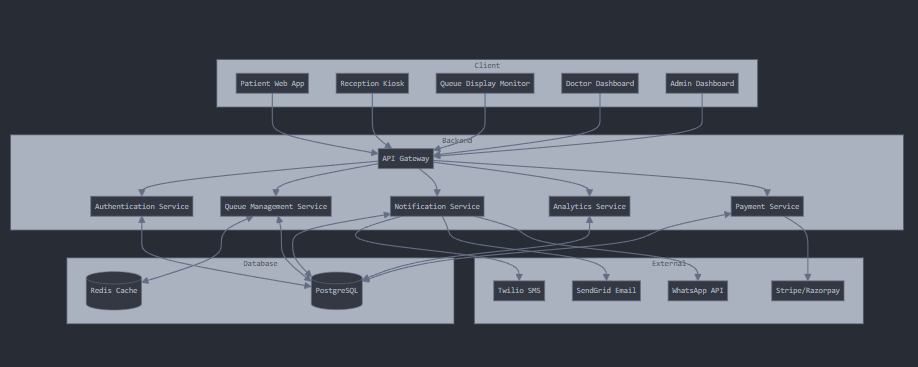 Client
Patient Web App
Reception Kiosk
Queue Display Monitor
Doctor Dashboard
Admin Dashboard
Backend
API Gateway
Authentication Service
Queue Management Service
Notification Service
Analytics Service
Payment Service
Database
Redis Cache
PostgreSQL
External
Twilio SMS
SendGrid Email
WhatsApp API
Stripe/Razorpay